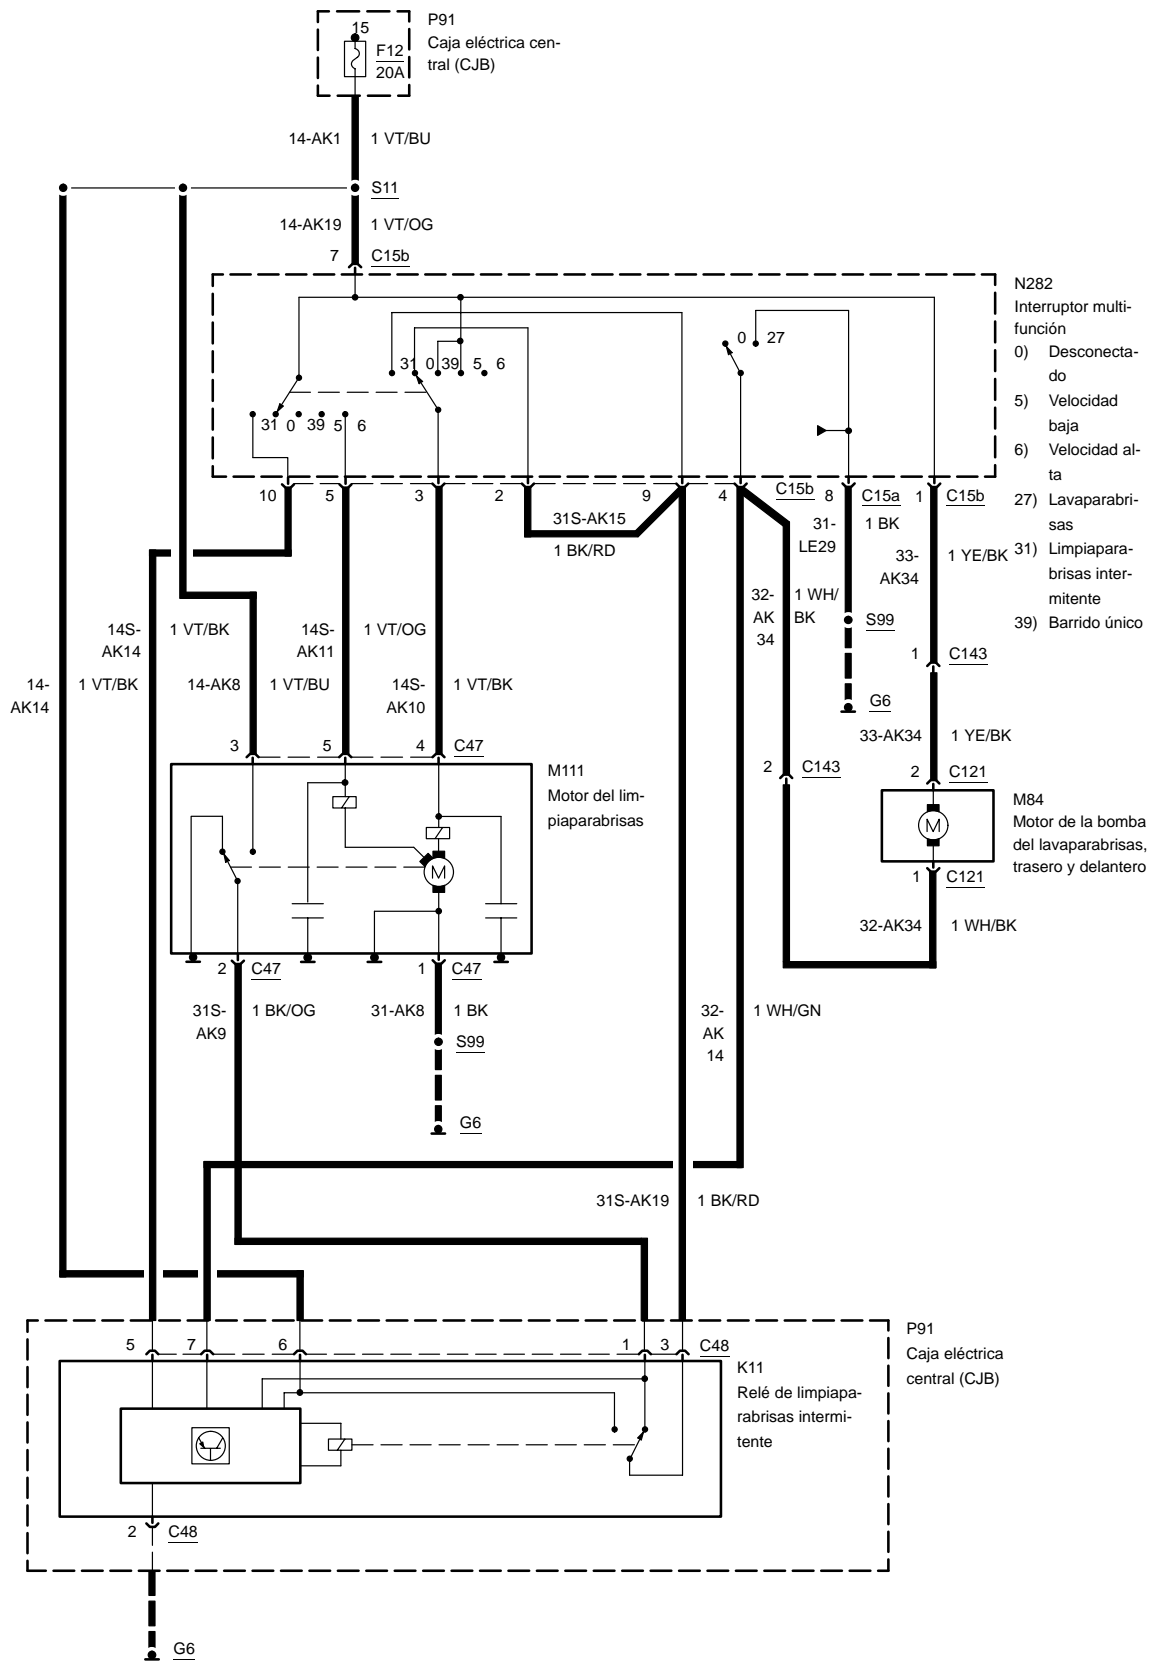 15
P91
Caja eléctrica cen-
tral (CJB)
F12
20A
14-AK1
1 VT/BU
S11
14-AK19
1 VT/OG
7
C15b
N282
Interruptor multi-
función
0) Desconecta-
do
5) Velocidad
baja
6) Velocidad al-
ta
27) Lavaparabri-
sas
31) Limpiapara-
brisas inter-
mitente
39) Barrido único
0 27
31 0 39 5 6
31 0 39 5 6
10 5 3 2 9 4 C15b 8 C15a 1 C15b
31S-AK15
1 BK/RD
31-
LE29
1 BK
33-
AK34
1 YE/BK
32-
AK
34
1 WH/
BK
S99
G6
14S-
AK14
1 VT/BK
14S-
AK11
1 VT/OG
14-
AK14
1 VT/BK
14-AK8
1 VT/BU
14S-
AK10
1 VT/BK
1 C143
33-AK34
1 YE/BK
3 5 4 C47
2 C143
2 C121
M111
Motor del lim-
piaparabrisas
M
M84
Motor de la bomba
del lavaparabrisas,
trasero y delantero
M
1 C121
32-AK34
1 WH/BK
2 C47
1 C47
31S-
AK9
1 BK/OG
31-AK8
1 BK
32-
AK
14
1 WH/GN
S99
G6
31S-AK19
1 BK/RD
P91
Caja eléctrica
central (CJB)
5 7 6 1 3 C48
K11
Relé de limpiapa-
rabrisas intermi-
tente
2 C48
G6